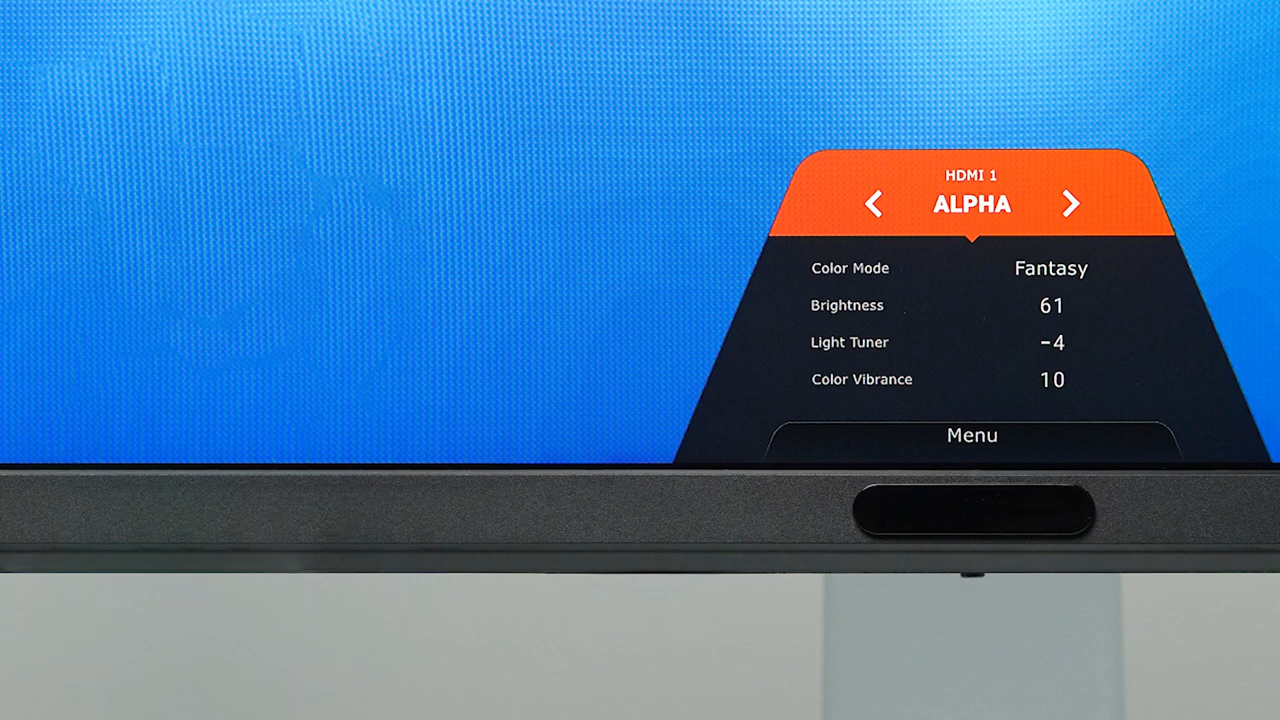 HDMI 1
ALPHA
Color Mode Fantasy
Brightness 61
Light Tuner -4
Color Vibrance 10
Menu